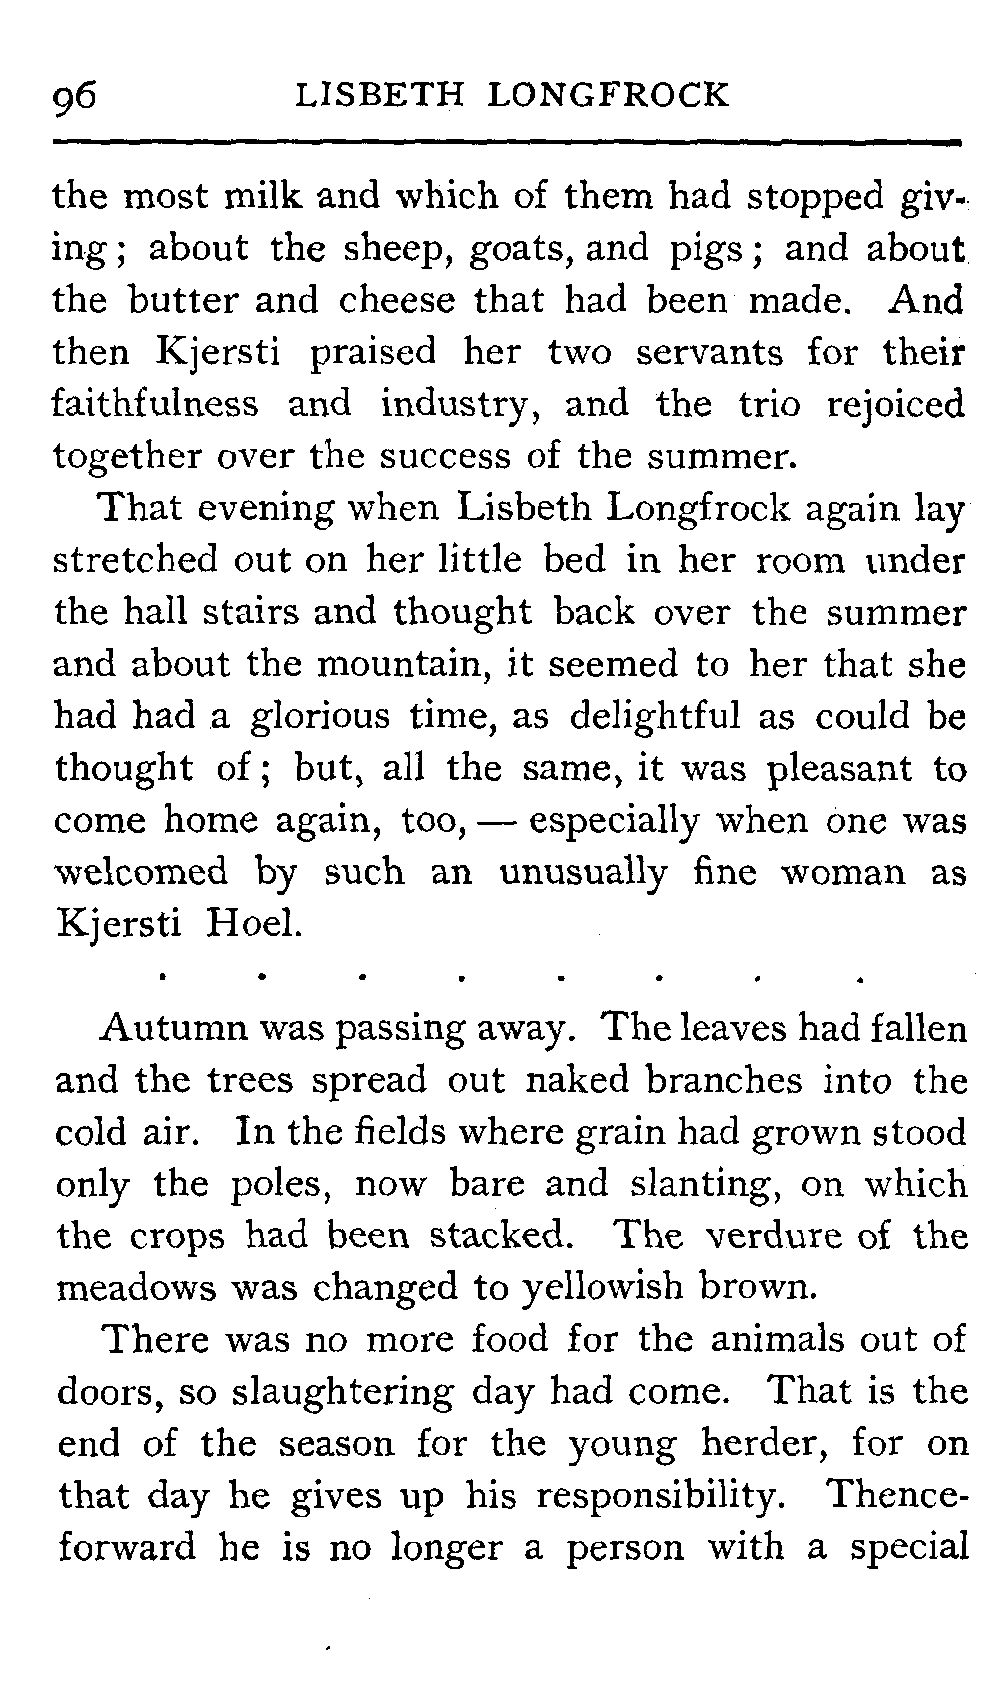 96 LISBETH LONGFROCK
the most milk and which of them had stopped giv-
ing; about the sheep, goats, and pigs; and about
the butter and cheese that had been made. And
then Kjersti praised her two servants for their
faithfulness and industry, and the trio rejoiced
together over the success of the summer.
That evening when Lisbeth Longfrock again lay
stretched out on her little bed in her room under
the hall stairs and thought back over the summer
and about the mountain, it seemed to her that she
had had a glorious time, as delightful as could be
thought of; but, all the same, it was pleasant to
come home again, too, — especially when one was
welcomed by such an unusually fine woman as
Kjersti Hoel.
. . . . . . . .
Autumn was passing away. The leaves had fallen
and the trees spread out naked branches into the
cold air. In the fields where grain had grown stood
only the poles, now bare and slanting, on which
the crops had been stacked. The verdure of the
meadows was changed to yellowish brown.
There was no more food for the animals out of
doors, so slaughtering day had come. That is the
end of the season for the young herder, for on
that day he gives up his responsibility. Thence-
forward he is no longer a person with a special